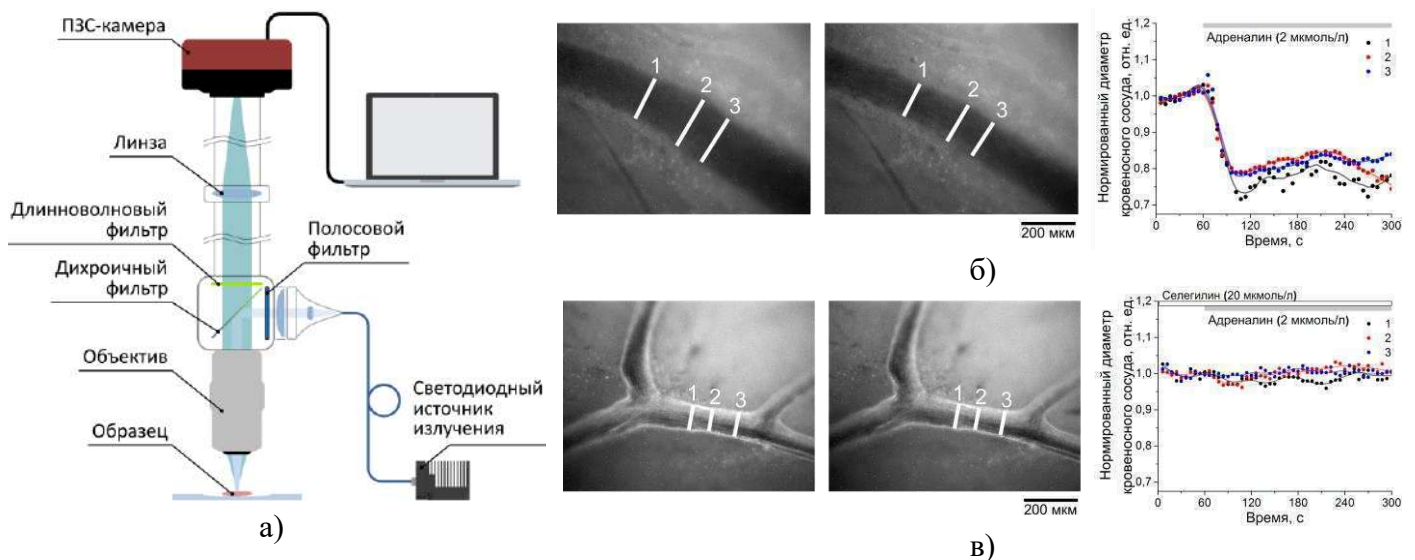 ПЗС-камера
Линза
Длинноволновый
фильтр
Дихроичный
фильтр
Объектив
Образец
Полосовой
фильтр
Светодиодный
источник
излучения
а)
1
2
3
1
2
3
200 мкм
Нормированный диаметр
кровеносного сосуда, отн. ед.
1,2
1,1
1,0
0,9
0,8
0,7
Адреналин (2 мкмоль/л)
1
2
3
0 60 120 180 240 300
Время, с
б)
1 2 3
1 2 3
200 мкм
Нормированный диаметр
кровеносного сосуда, отн. ед.
1,2
1,1
1,0
0,9
0,8
0,7
Селегилин (20 мкмоль/л)
Адреналин (2 мкмоль/л)
1
2
3
0 60 120 180 240 300
Время, с
в)